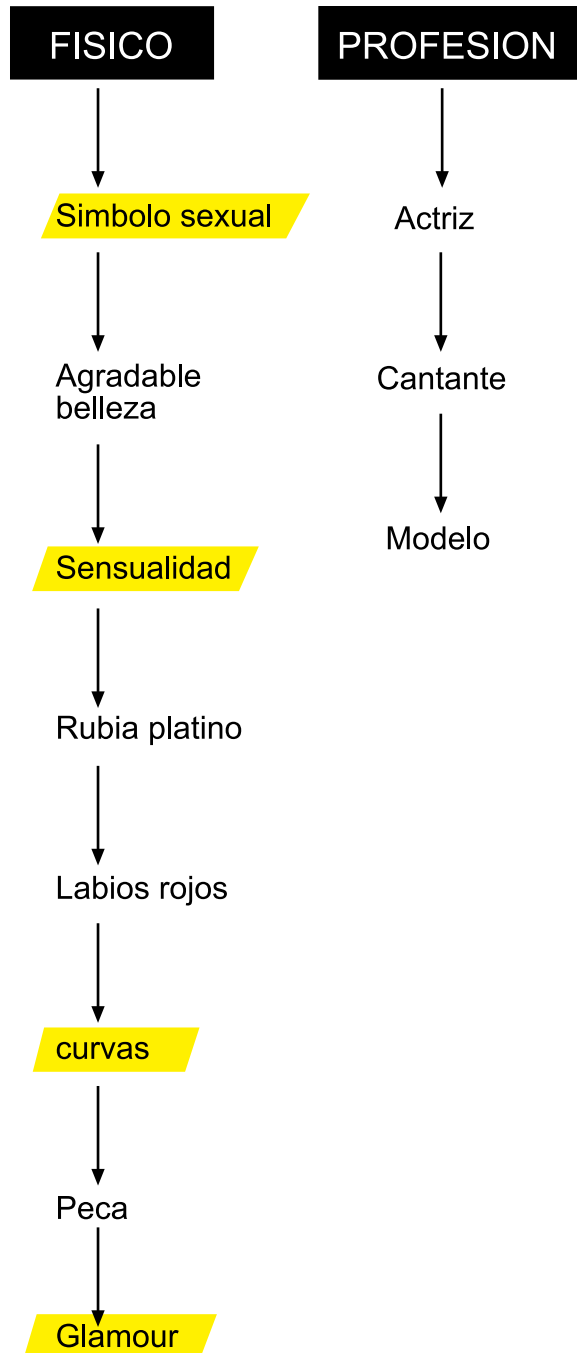 FISICO
Simbolo sexual
Agradable
belleza
Sensualidad
Rubia platino
Labios rojos
curvas
Peca
Glamour
PROFESION
Actriz
Cantante
Modelo